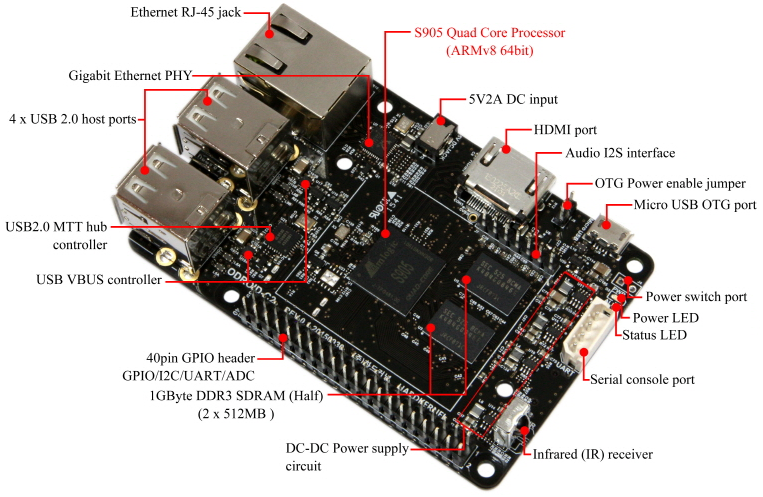 Ethernet RJ-45 jack
S905 Quad Core Processor
(ARMv8 64bit)
Gigabit Ethernet PHY
5V2A DC input
4 x USB 2.0 host ports
HDMI port
Audio I2S interface
OTG Power enable jumper
Micro USB OTG port
USB2.0 MTT hub
controller
USB VBUS controller
ODROID-C2
Amlogic
S905
Power switch port
Power LED
Status LED
UART
40pin GPIO header
GPIO/I2C/UART/ADC
1GByte DDR3 SDRAM (Half)
(2 x 512MB )
HARDKERNEL
Serial console port
DC-DC Power supply
circuit
Infrared (IR) receiver